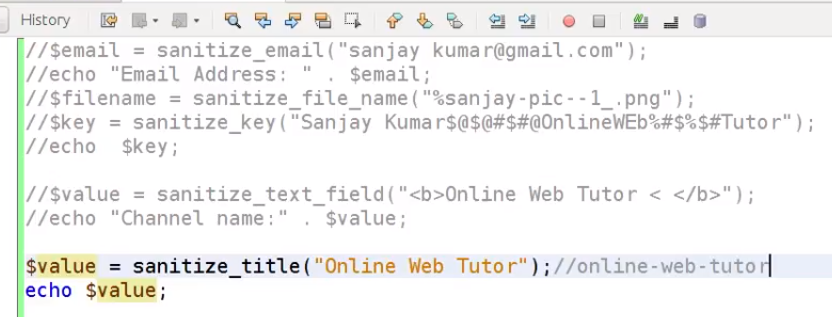 History
//$email = sanitize_email("sanjay kumar@gmail.com");
//echo "Email Address: " . $email;
//$filename = sanitize_file_name("%sanjay-pic--1_.png");
//$key = sanitize_key("Sanjay Kumar$@$@#$#@OnlineWEb%#$%$#Tutor");
//echo  $key;
//$value = sanitize_text_field("<b>Online Web Tutor < </b>");
//echo "Channel name:" . $value;
$value = sanitize_title("Online Web Tutor");//online-web-tutor
echo $value;